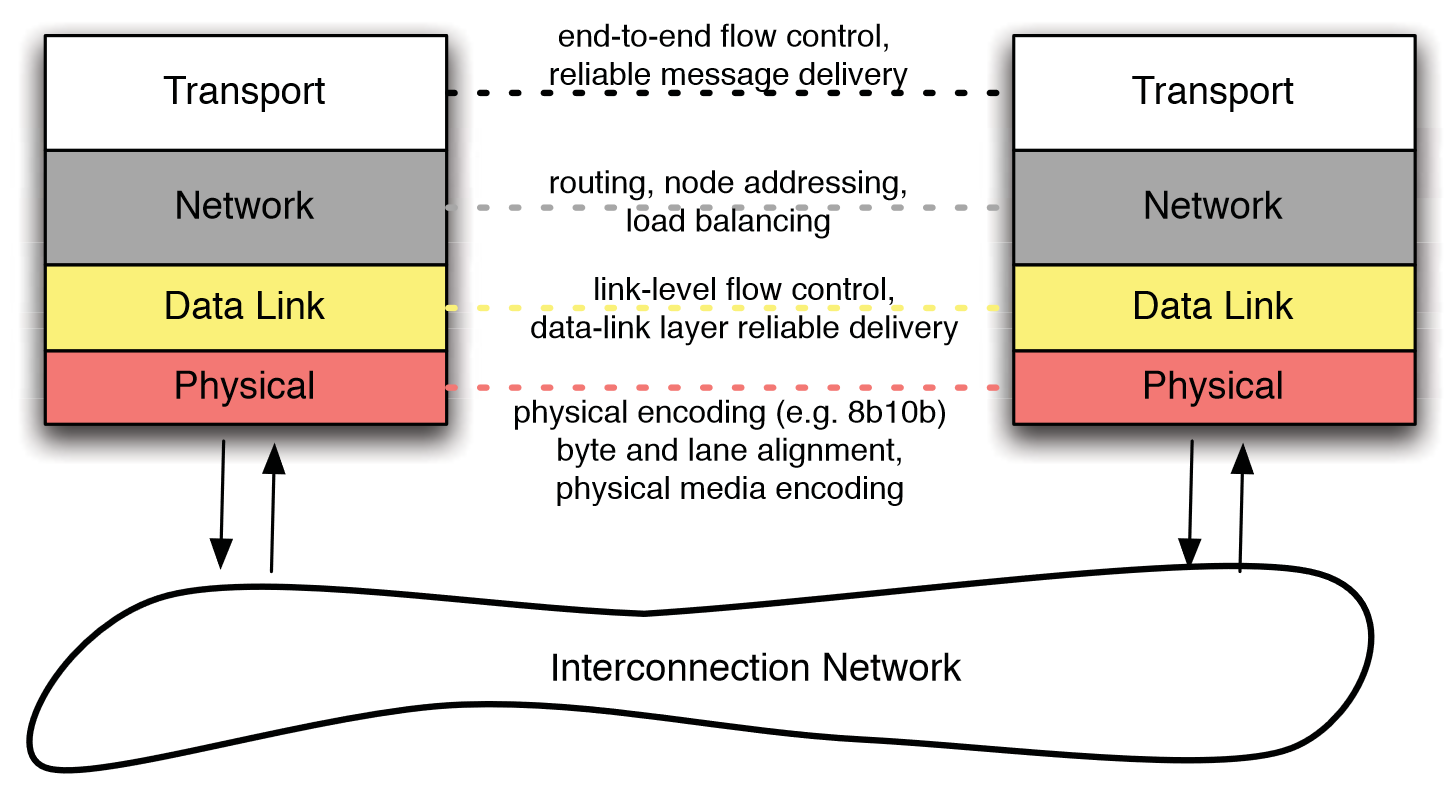 Transport
end-to-end flow control,
reliable message delivery
Transport
Network
routing, node addressing,
load balancing
Network
Data Link
link-level flow control,
data-link layer reliable delivery
Data Link
Physical
physical encoding (e.g. 8b10b)
byte and lane alignment,
physical media encoding
Physical
Interconnection Network